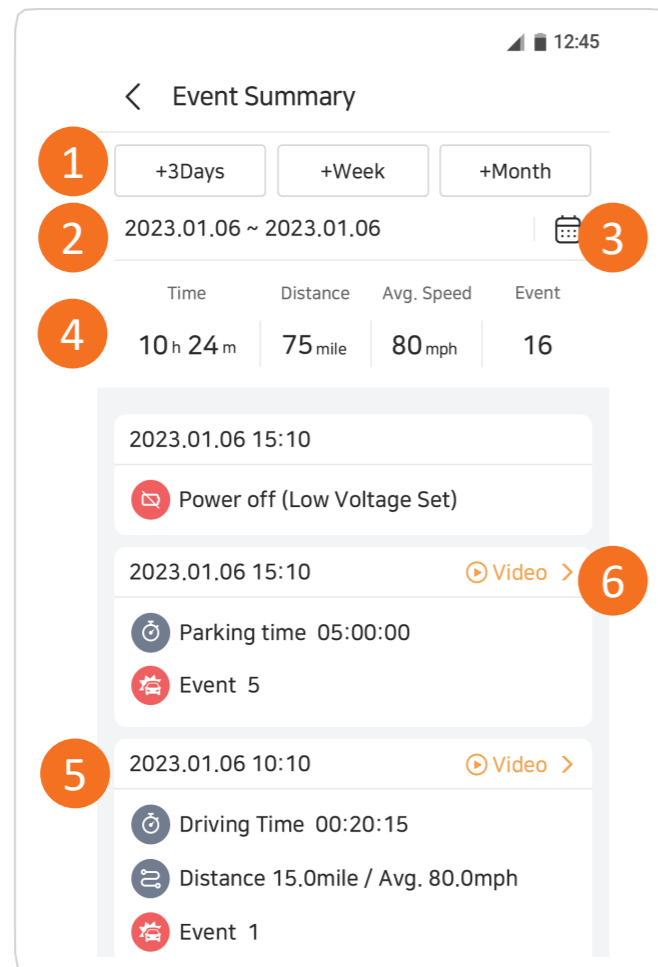 12:45
Event Summary
1
+3Days +Week +Month
2
2023.01.06 ~ 2023.01.06
3
Time Distance Avg. Speed Event
4
10 h 24 m 75 mile 80 mph 16
2023.01.06 15:10
Power off (Low Voltage Set)
2023.01.06 15:10 Video
6
Parking time 05:00:00
Event 5
5
2023.01.06 10:10 Video
Driving Time 00:20:15
Distance 15.0mile / Avg. 80.0mph
Event 1